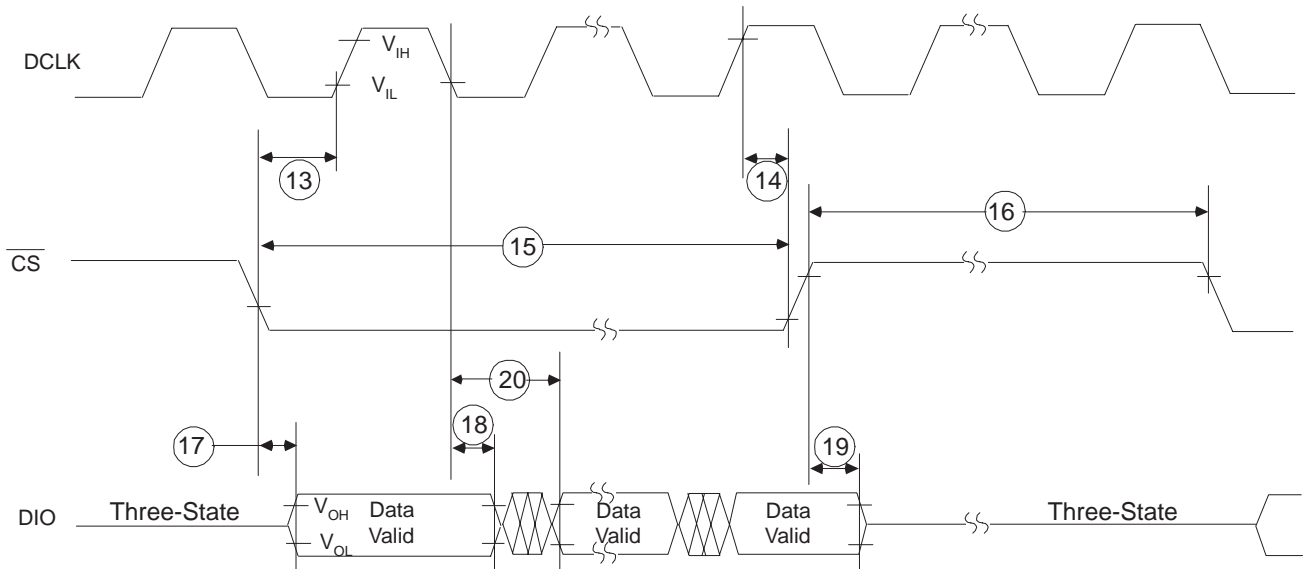 DCLK
V_IH
V_IL
13
14
15
16
CS
17
18
19
20
DIO
Three-State
V_OH
V_OL
Data
Valid
Data
Valid
Data
Valid
Three-State